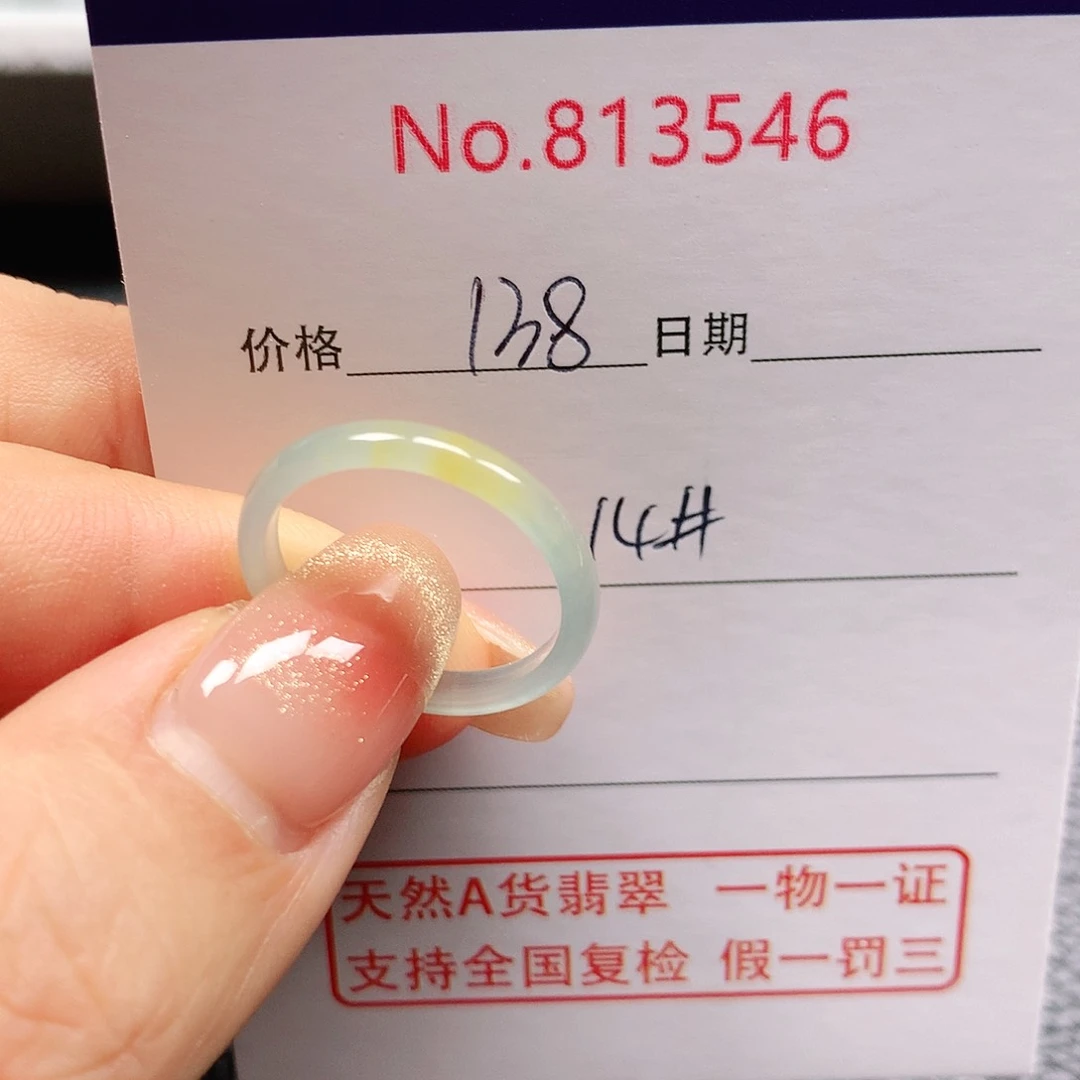 No.813546
价格 138 日期
14#
天然A货翡翠 一物一证
支持全国复检 假一罚三